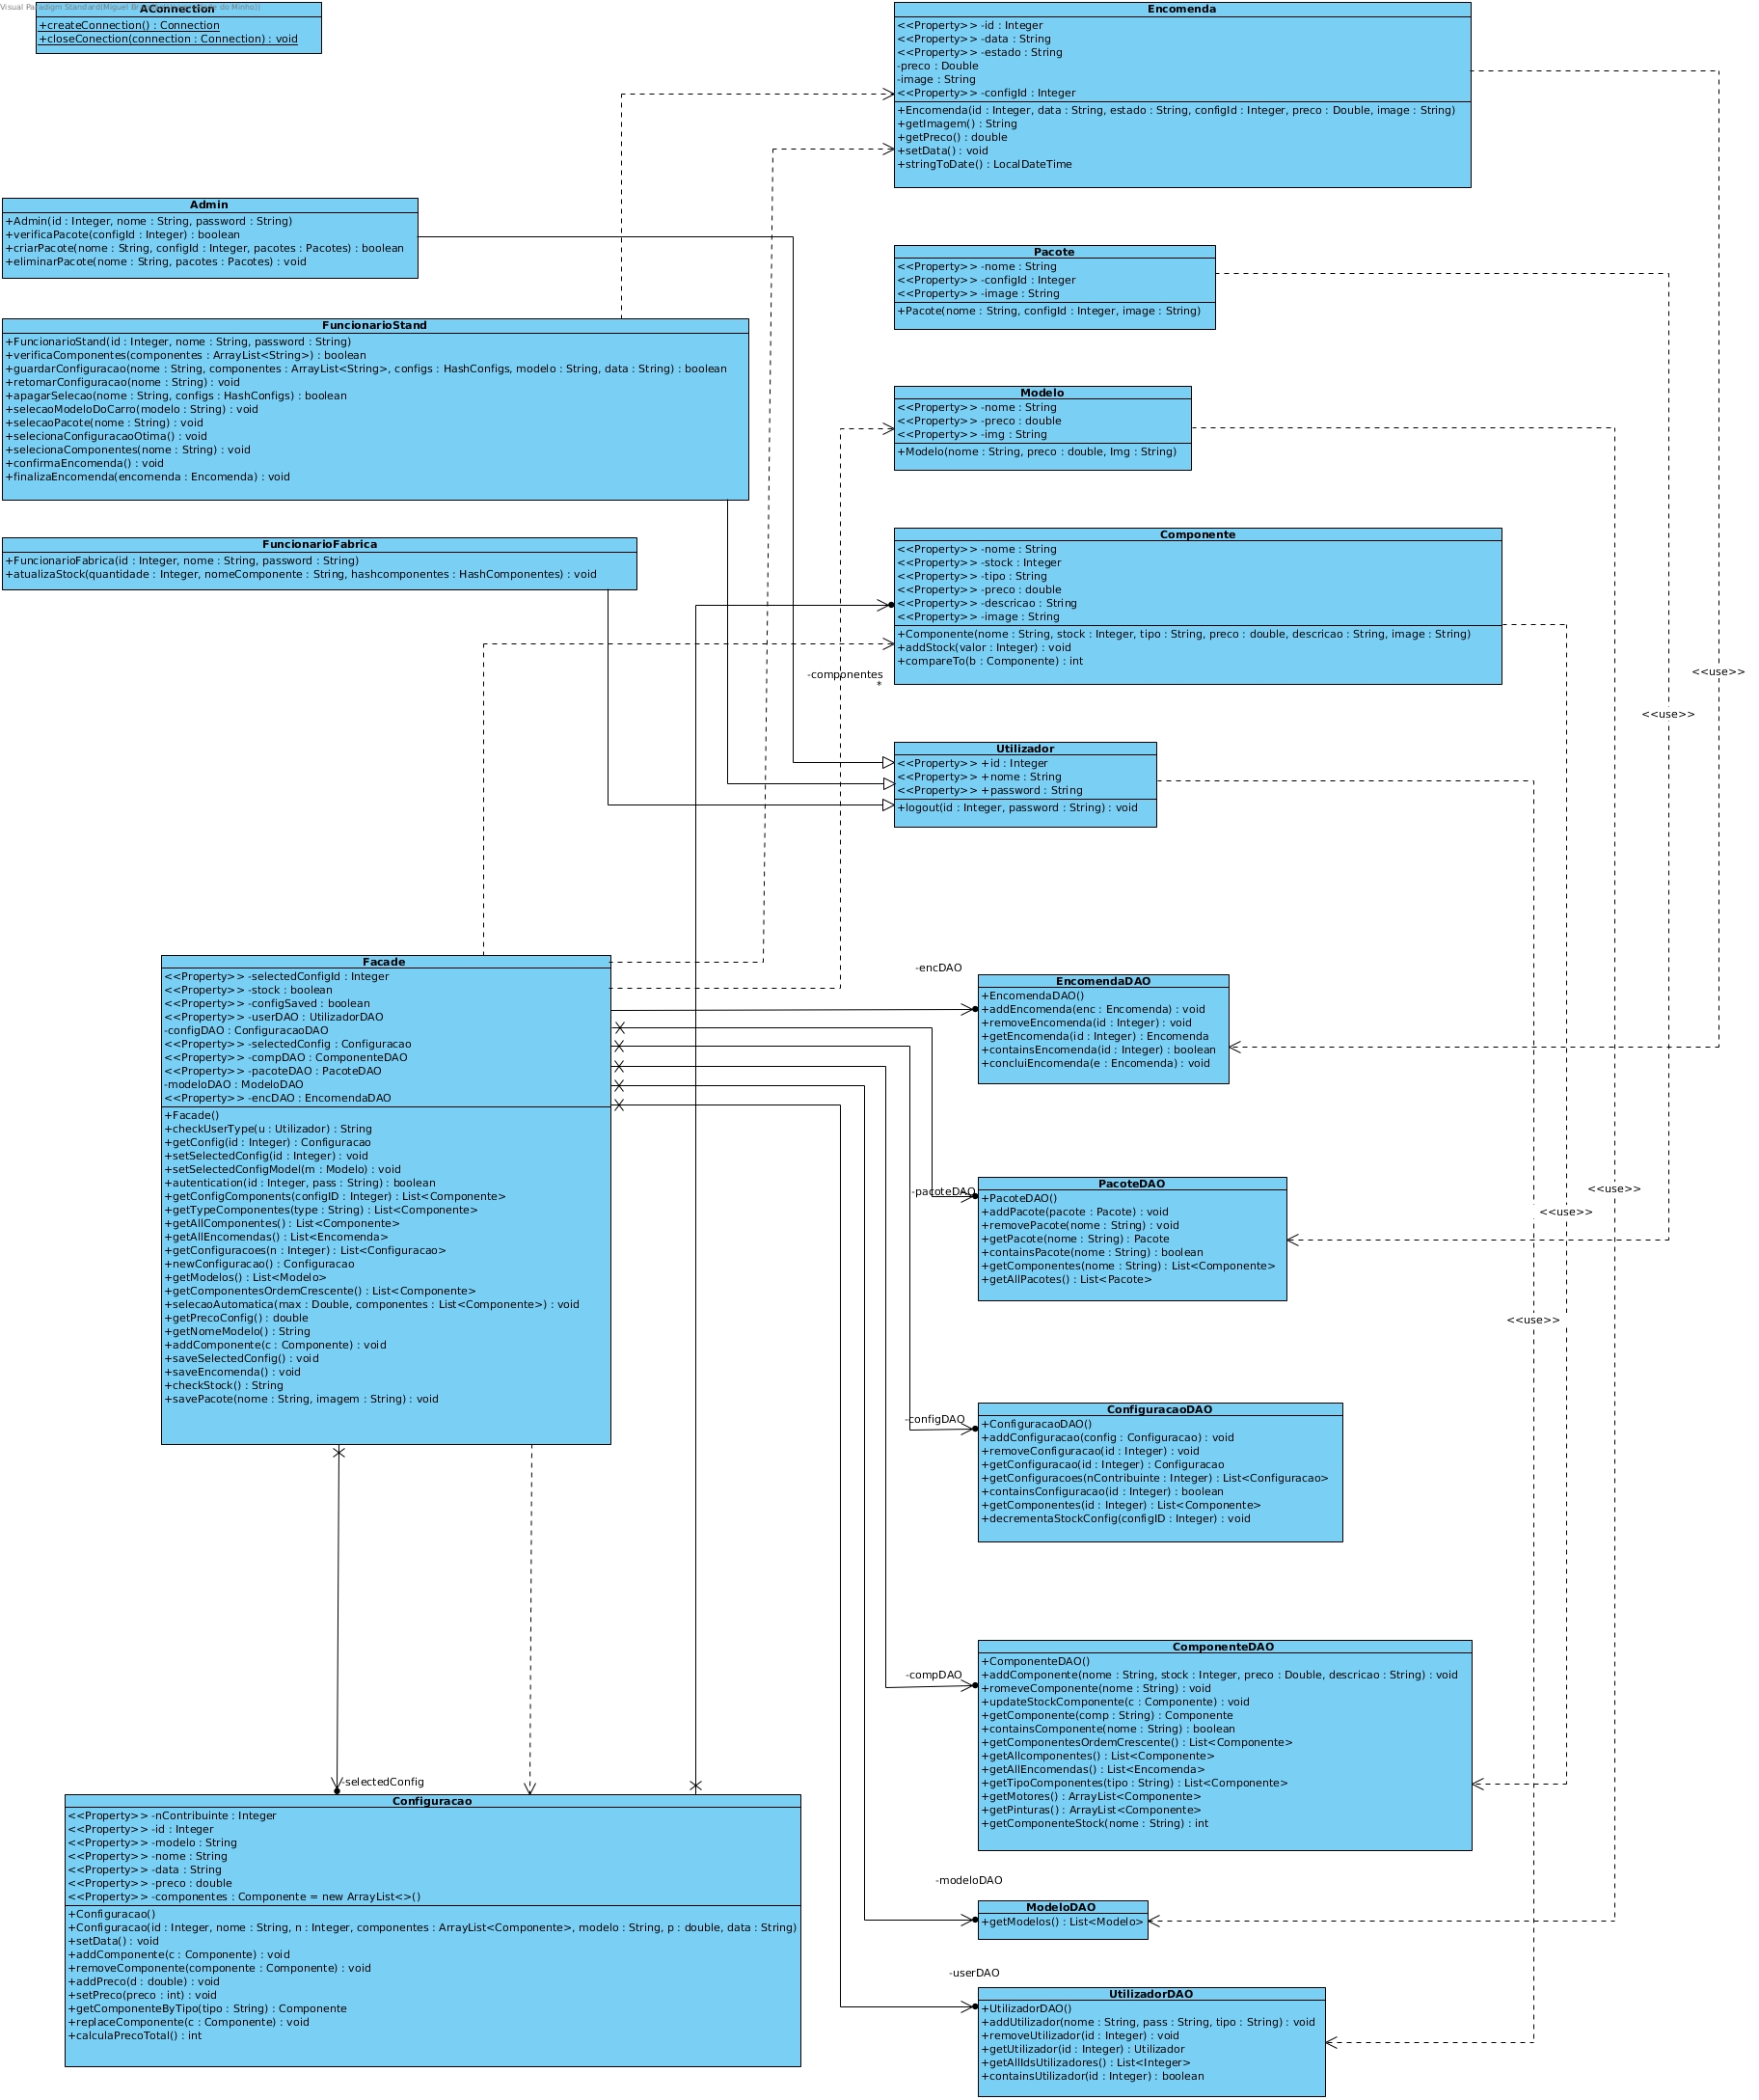 Visual Paradigm Standard(Miguel Br do Minho))
AConnection
+createConnection() : Connection
+closeConection(connection : Connection) : void
Encomenda
<<Property>> -id : Integer
<<Property>> -data : String
<<Property>> -estado : String
-preco : Double
-image : String
<<Property>> -configId : Integer
+Encomenda(id : Integer, data : String, estado : String, configId : Integer, preco : Double, image : String)
+getImagem() : String
+getPreco() : double
+setData() : void
+stringToDate() : LocalDateTime
Admin
+Admin(id : Integer, nome : String, password : String)
+verificaPacote(configId : Integer) : boolean
+criarPacote(nome : String, configId : Integer, pacotes : Pacotes) : boolean
+eliminarPacote(nome : String, pacotes : Pacotes) : void
Pacote
<<Property>> -nome : String
<<Property>> -configId : Integer
<<Property>> -image : String
+Pacote(nome : String, configId : Integer, image : String)
FuncionarioStand
+FuncionarioStand(id : Integer, nome : String, password : String)
+verificaComponentes(componentes : ArrayList<String>) : boolean
+guardarConfiguracao(nome : String, componentes : ArrayList<String>, configs : HashConfigs, modelo : String, data : String) : boolean
+retomarConfiguracao(nome : String) : void
+apagarSelecao(nome : String, configs : HashConfigs) : boolean
+selecaoModeloDoCarro(modelo : String) : void
+selecaoPacote(nome : String) : void
+selecionaConfiguracaoOtima() : void
+selecionaComponentes(nome : String) : void
+confirmaEncomenda() : void
+finalizaEncomenda(encomenda : Encomenda) : void
Modelo
<<Property>> -nome : String
<<Property>> -preco : double
<<Property>> -img : String
+Modelo(nome : String, preco : double, Img : String)
FuncionarioFabrica
+FuncionarioFabrica(id : Integer, nome : String, password : String)
+atualizaStock(quantidade : Integer, nomeComponente : String, hashcomponentes : HashComponentes) : void
Componente
<<Property>> -nome : String
<<Property>> -stock : Integer
<<Property>> -tipo : String
<<Property>> -preco : double
<<Property>> -descricao : String
<<Property>> -image : String
+Componente(nome : String, stock : Integer, tipo : String, preco : double, descricao : String, image : String)
+addStock(valor : Integer) : void
+compareTo(b : Componente) : int
-componentes
*
<<use>>
<<use>>
Utilizador
<<Property>> +id : Integer
<<Property>> +nome : String
<<Property>> +password : String
+logout(id : Integer, password : String) : void
Facade
<<Property>> -selectedConfigId : Integer
<<Property>> -stock : boolean
<<Property>> -configSaved : boolean
<<Property>> -userDAO : UtilizadorDAO
-configDAO : ConfiguracaoDAO
<<Property>> -selectedConfig : Configuracao
<<Property>> -compDAO : ComponenteDAO
<<Property>> -pacoteDAO : PacoteDAO
-modeloDAO : ModeloDAO
<<Property>> -encDAO : EncomendaDAO
+Facade()
+checkUserType(u : Utilizador) : String
+getConfig(id : Integer) : Configuracao
+setSelectedConfig(id : Integer) : void
+setSelectedConfigModel(m : Modelo) : void
+autentication(id : Integer, pass : String) : boolean
+getConfigComponents(configID : Integer) : List<Componente>
+getTypeComponentes(type : String) : List<Componente>
+getAllComponentes() : List<Componente>
+getAllEncomendas() : List<Encomenda>
+getConfiguracoes(n : Integer) : List<Configuracao>
+newConfiguracao() : Configuracao
+getModelos() : List<Modelo>
+getComponentesOrdemCrescente() : List<Componente>
+selecaoAutomatica(max : Double, componentes : List<Componente>) : void
+getPrecoConfig() : double
+getNomeModelo() : String
+addComponente(c : Componente) : void
+saveSelectedConfig() : void
+saveEncomenda() : void
+checkStock() : String
+savePacote(nome : String, imagem : String) : void
-encDAO
EncomendaDAO
+EncomendaDAO()
+addEncomenda(enc : Encomenda) : void
+removeEncomenda(id : Integer) : void
+getEncomenda(id : Integer) : Encomenda
+containsEncomenda(id : Integer) : boolean
+concluiEncomenda(e : Encomenda) : void
-pacoteDAO
PacoteDAO
+PacoteDAO()
+addPacote(pacote : Pacote) : void
+removePacote(nome : String) : void
+getPacote(nome : String) : Pacote
+containsPacote(nome : String) : boolean
+getComponentes(nome : String) : List<Componente>
+getAllPacotes() : List<Pacote>
<<use>>
<<use>>
<<use>>
-configDAO
ConfiguracaoDAO
+ConfiguracaoDAO()
+addConfiguracao(config : Configuracao) : void
+removeConfiguracao(id : Integer) : void
+getConfiguracao(id : Integer) : Configuracao
+getConfiguracoes(nContribuinte : Integer) : List<Configuracao>
+containsConfiguracao(id : Integer) : boolean
+getComponentes(id : Integer) : List<Componente>
+decrementaStockConfig(configID : Integer) : void
-compDAO
ComponenteDAO
+ComponenteDAO()
+addComponente(nome : String, stock : Integer, preco : Double, descricao : String) : void
+romeveComponente(nome : String) : void
+updateStockComponente(c : Componente) : void
+getComponente(comp : String) : Componente
+containsComponente(nome : String) : boolean
+getComponentesOrdemCrescente() : List<Componente>
+getAllcomponentes() : List<Componente>
+getAllEncomendas() : List<Encomenda>
+getTipoComponentes(tipo : String) : List<Componente>
+getMotores() : ArrayList<Componente>
+getPinturas() : ArrayList<Componente>
+getComponenteStock(nome : String) : int
-selectedConfig
Configuracao
<<Property>> -nContribuinte : Integer
<<Property>> -id : Integer
<<Property>> -modelo : String
<<Property>> -nome : String
<<Property>> -data : String
<<Property>> -preco : double
<<Property>> -componentes : Componente = new ArrayList<>()
+Configuracao()
+Configuracao(id : Integer, nome : String, n : Integer, componentes : ArrayList<Componente>, modelo : String, p : double, data : String)
+setData() : void
+addComponente(c : Componente) : void
+removeComponente(componente : Componente) : void
+addPreco(d : double) : void
+setPreco(preco : int) : void
+getComponenteByTipo(tipo : String) : Componente
+replaceComponente(c : Componente) : void
+calculaPrecoTotal() : int
-modeloDAO
ModeloDAO
+getModelos() : List<Modelo>
-userDAO
UtilizadorDAO
+UtilizadorDAO()
+addUtilizador(nome : String, pass : String, tipo : String) : void
+removeUtilizador(id : Integer) : void
+getUtilizador(id : Integer) : Utilizador
+getAllIdsUtilizadores() : List<Integer>
+containsUtilizador(id : Integer) : boolean